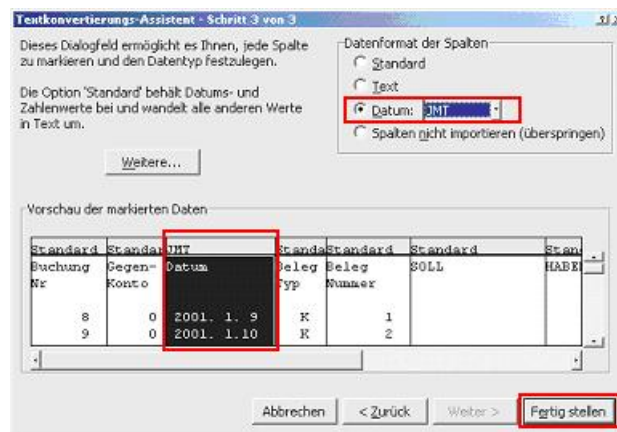 Textkonvertierungs-Assistent - Schritt 3 von 3
Dieses Dialogfeld ermöglicht es Ihnen, jede Spalte
zu markieren und den Datentyp festzulegen.
Die Option 'Standard' behält Datums- und
Zahlenwerte bei und wandelt alle anderen Werte
in Text um.
Weitere...
Datenformat der Spalten
Standard
Text
Datum: JMT
Spalten nicht importieren (überspringen)
Vorschau der markierten Daten
Standard Standar JMT Standa Standard Standard Stan
Buchung Gegen- Datum Beleg Beleg SOLL HABE
Nr Konto Typ Nummer
8 0 2001. 1. 9 K 1
9 0 2001. 1.10 K 2
Abbrechen < Zurück Weiter > Fertig stellen